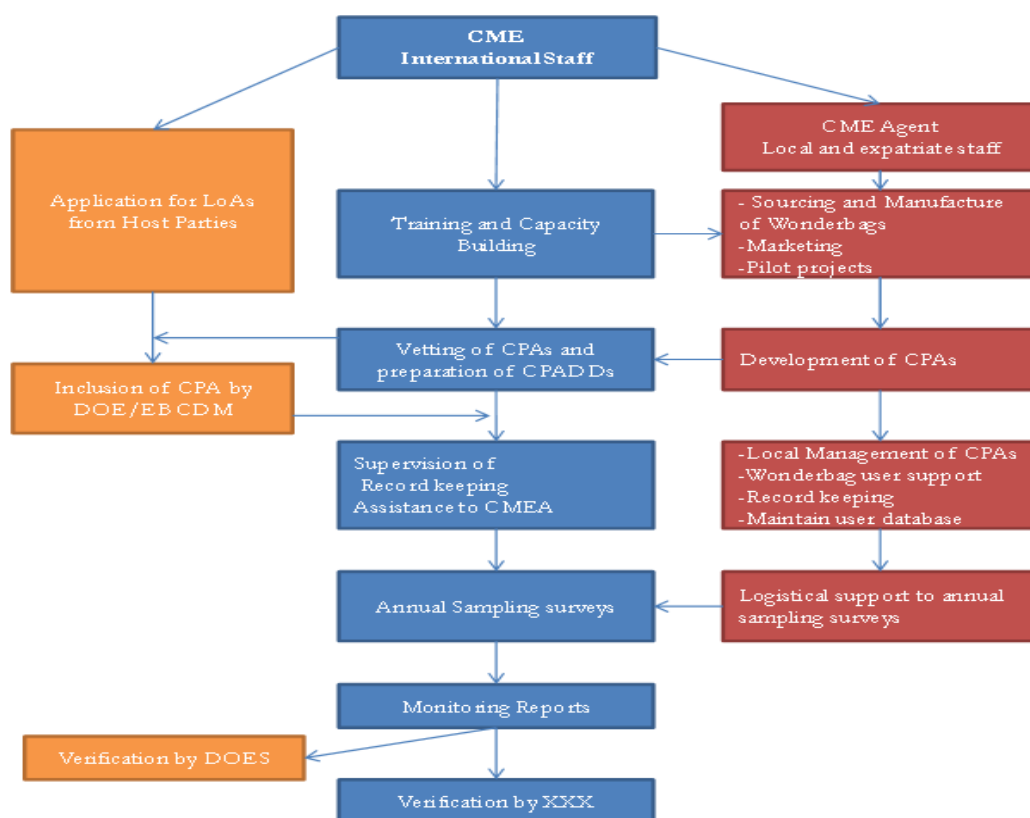 CME
International Staff
CME Agent
Local and expatriate staff
Application for LoAs
from Host Parties
Training and Capacity
Building
- Sourcing and Manufacture
of Wonderbags
-Marketing
-Pilot projects
Vetting of CPAs and
preparation of CPADDs
Development of CPAs
Inclusion of CPA by
DOE/EB CDM
Supervision of
Record keeping
Assistance to CMEA
-Local Management of CPAs
-Wonderbag user support
-Record keeping
-Maintain user database
Annual Sampling surveys
Logistical support to annual
sampling surveys
Monitoring Reports
Verification by DOES
Verification by XXX